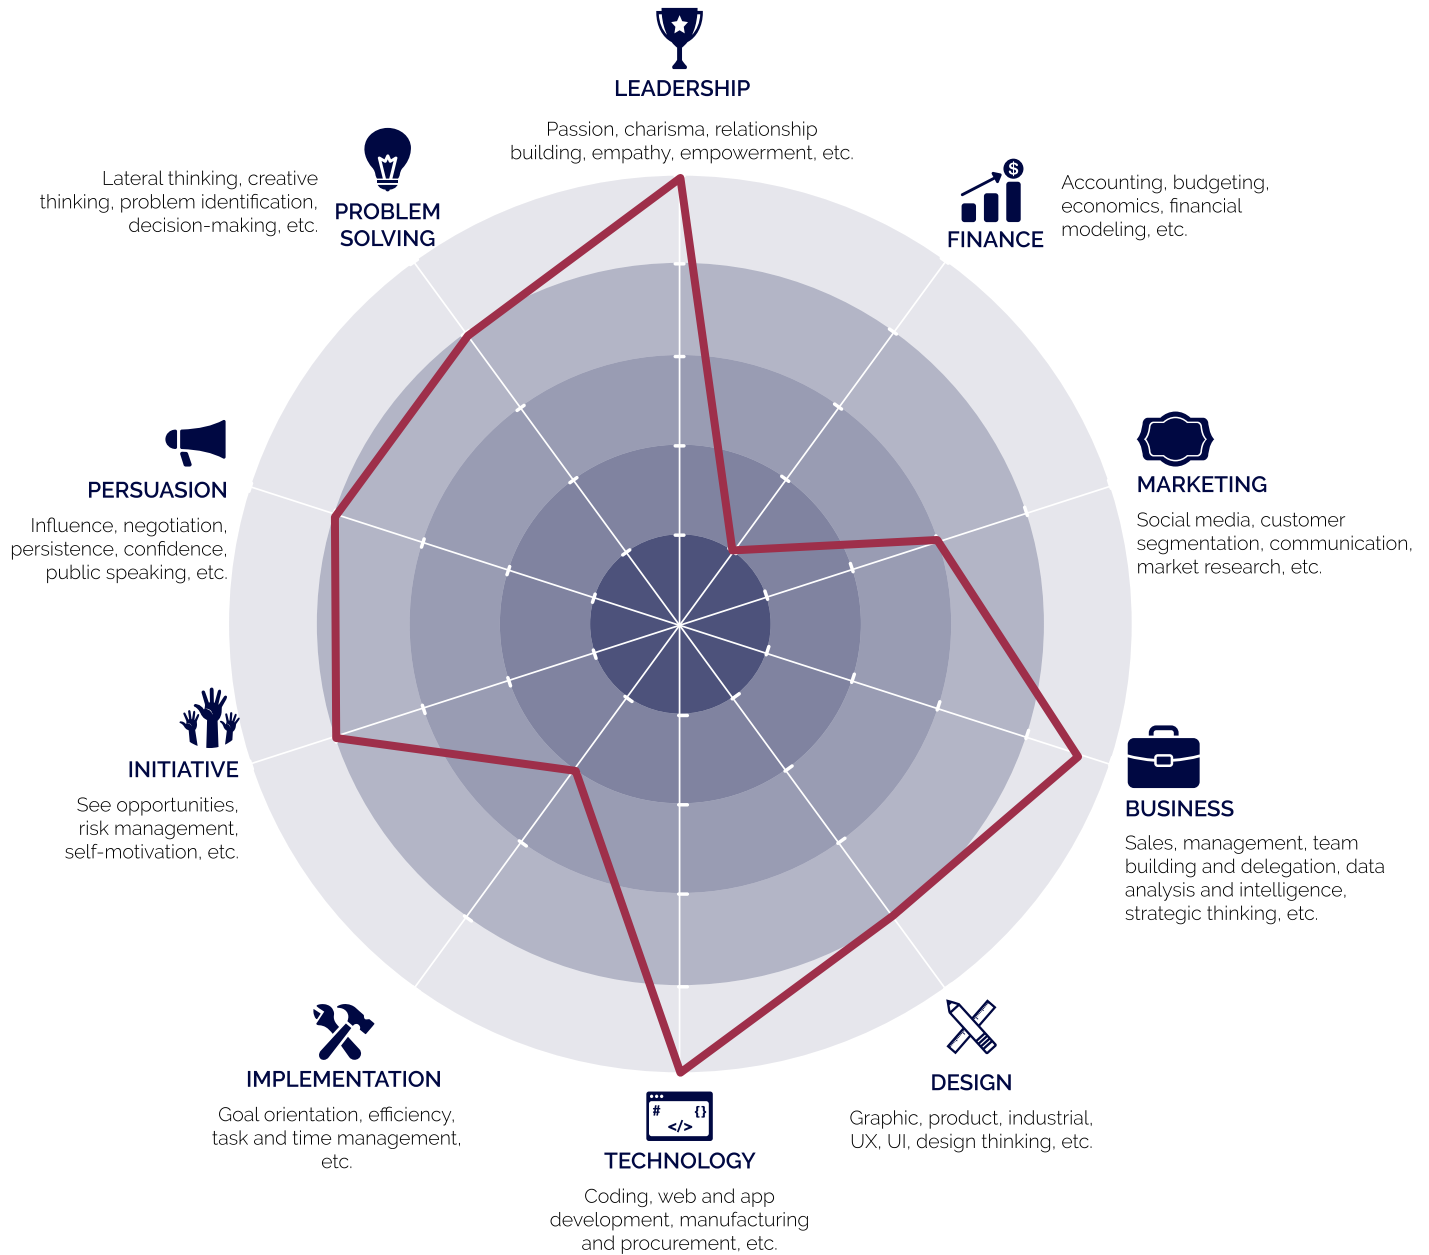 LEADERSHIP
Passion, charisma, relationship
building, empathy, empowerment, etc.
$
FINANCE
Accounting, budgeting,
economics, financial
modeling, etc.
MARKETING
Social media, customer
segmentation, communication,
market research, etc.
BUSINESS
Sales, management, team
building and delegation, data
analysis and intelligence,
strategic thinking, etc.
DESIGN
Graphic, product, industrial,
UX, UI, design thinking, etc.
# {}
</>
TECHNOLOGY
Coding, web and app
development, manufacturing
and procurement, etc.
IMPLEMENTATION
Goal orientation, efficiency,
task and time management,
etc.
INITIATIVE
See opportunities,
risk management,
self-motivation, etc.
PERSUASION
Influence, negotiation,
persistence, confidence,
public speaking, etc.
PROBLEM
SOLVING
Lateral thinking, creative
thinking, problem identification,
decision-making, etc.